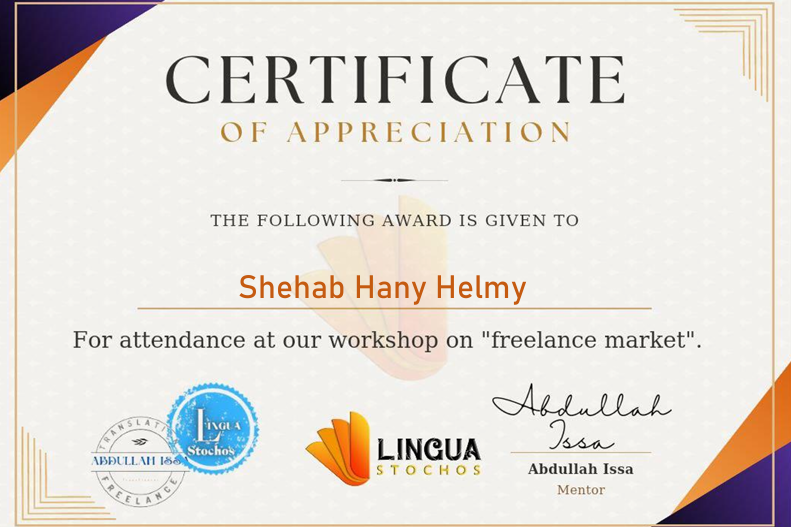 CERTIFICATE
OF APPRECIATION
THE FOLLOWING AWARD IS GIVEN TO
Shehab Hany Helmy
For attendance at our workshop on "freelance market".
TRANSLATI
ABDULLAH ISSA
FREELANCE
LINGUA
Stochos
LINGUA
STOCHOS
Abdullah
Issa
Abdullah Issa
Mentor